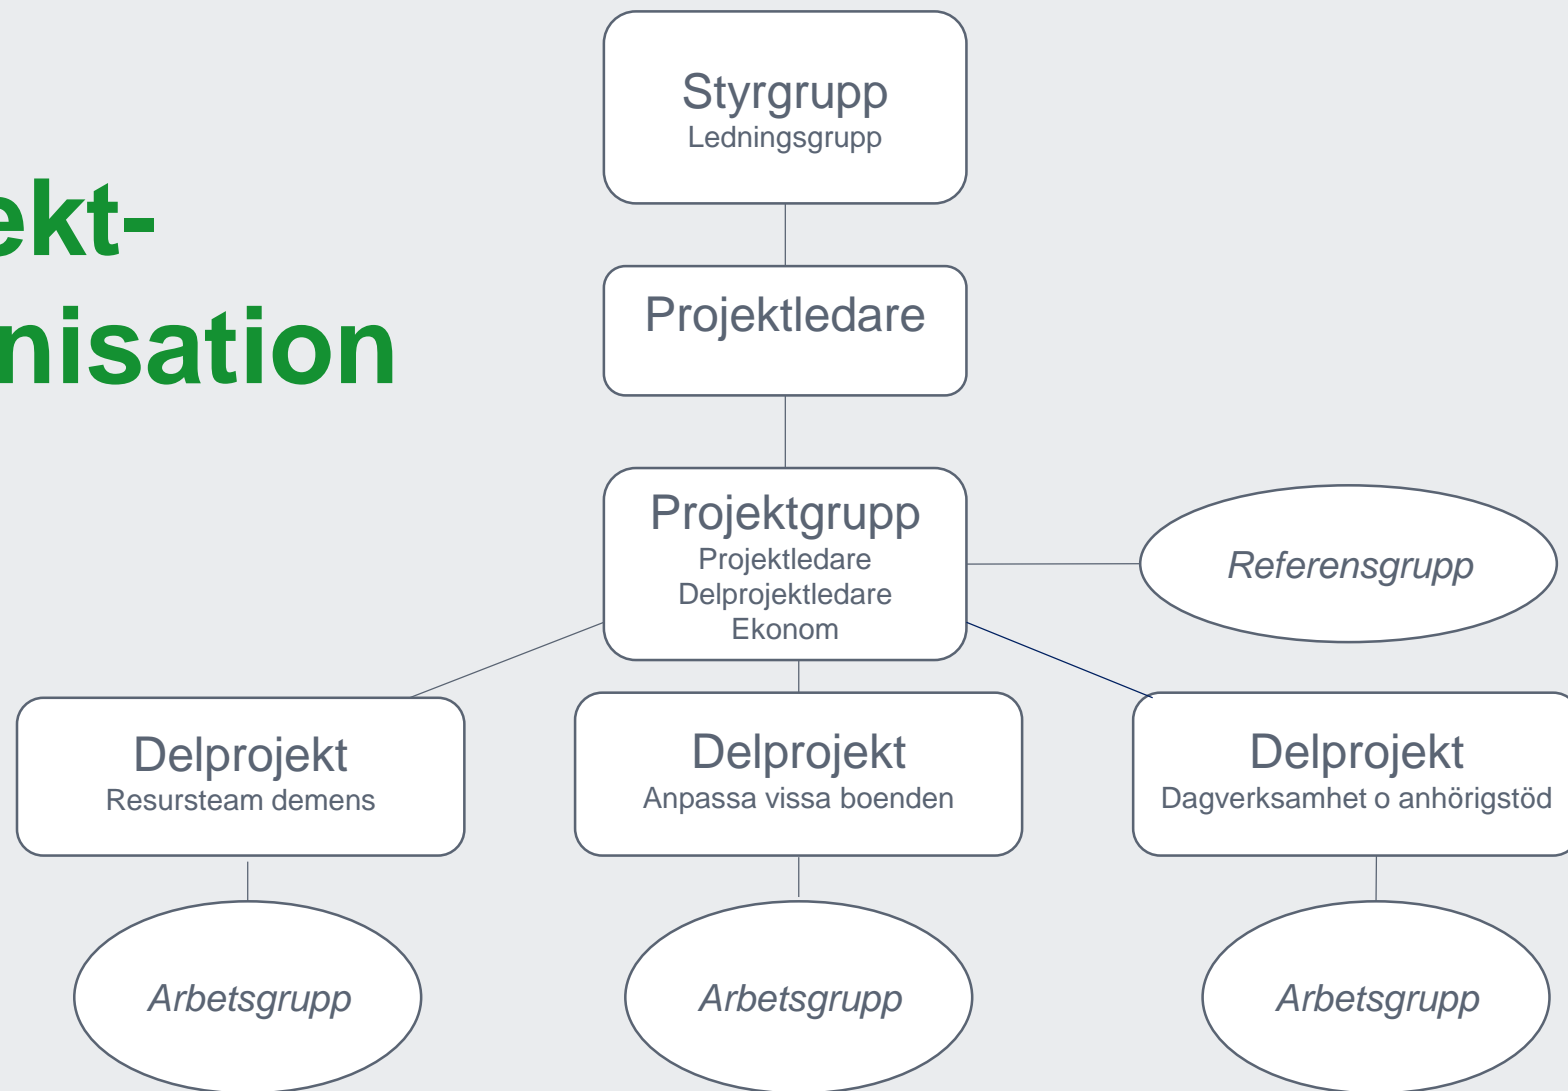 Styrgrupp
Ledningsgrupp
ekt-
nisation
Projektledare
Projektgrupp
Projektledare
Delprojektledare
Ekonom
Referensgrupp
Delprojekt
Resursteam demens
Delprojekt
Anpassa vissa boenden
Delprojekt
Dagverksamhet o anhörigstöd
Arbetsgrupp
Arbetsgrupp
Arbetsgrupp